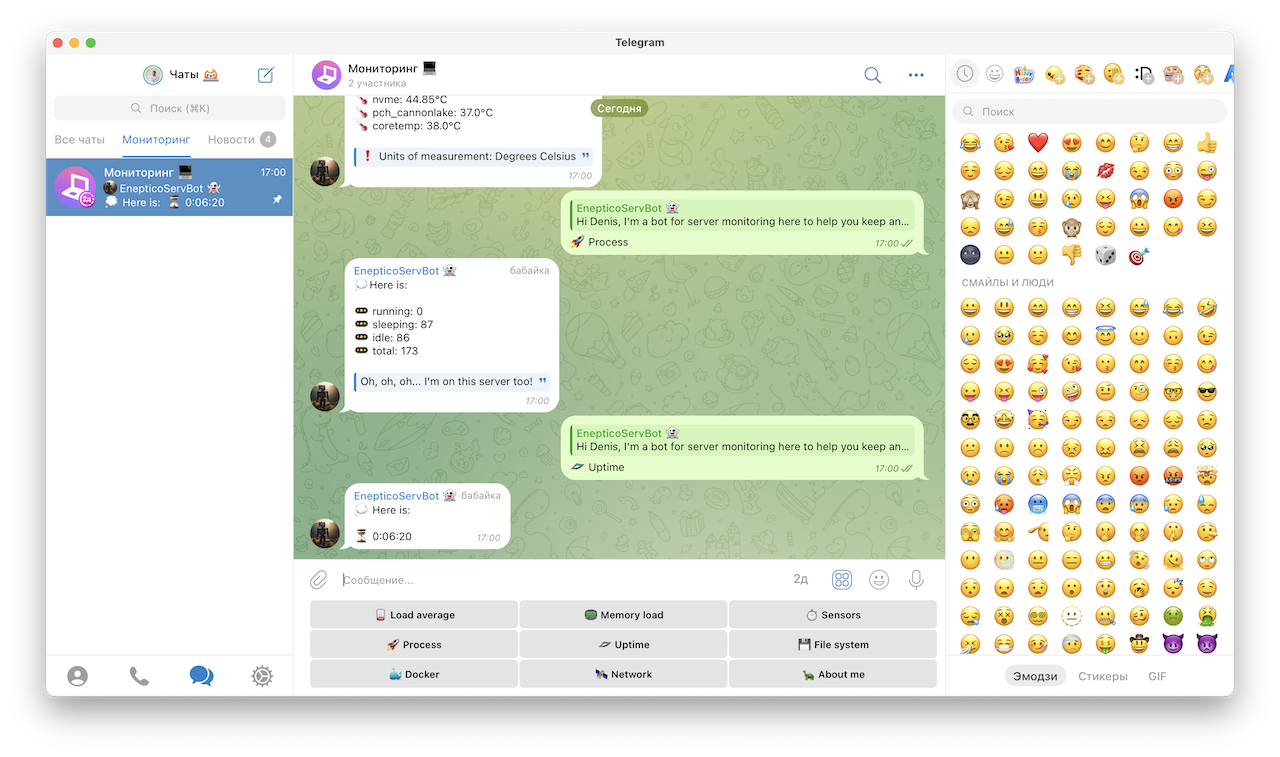 Telegram
Чаты
Поиск (⌘K)
Все чаты
Мониторинг
Новости 4
Мониторинг 17:00
EnepticoServBot
Here is: 0:06:20
Мониторинг
2 участника
Сегодня
nvme: 44.85°C
pch_cannonlake: 37.0°C
coretemp: 38.0°C
Units of measurement: Degrees Celsius
17:00
EnepticoServBot
Hi Denis, I'm a bot for server monitoring here to help you keep an...
Process
17:00
EnepticoServBot бабайка
Here is:
running: 0
sleeping: 87
idle: 86
total: 173
Oh, oh, oh... I'm on this server too!
17:00
EnepticoServBot
Hi Denis, I'm a bot for server monitoring here to help you keep an...
Uptime
17:00
EnepticoServBot бабайка
Here is:
0:06:20
17:00
Сообщение...
2д
Load average
Memory load
Sensors
Process
Uptime
File system
Docker
Network
About me
Поиск
СМАЙЛЫ И ЛЮДИ
Эмодзи
Стикеры
GIF